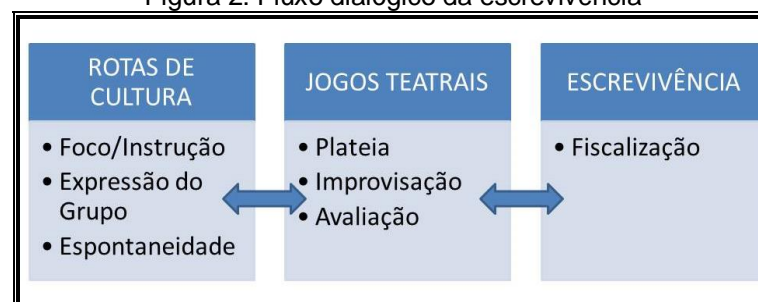 Figura 2. Fluxo dialógico da escrevivência
ROTAS DE
CULTURA
• Foco/Instrução
• Expressão do
Grupo
• Espontaneidade
JOGOS TEATRAIS
• Plateia
• Improvisação
• Avaliação
ESCREVIVÊNCIA
• Fiscalização